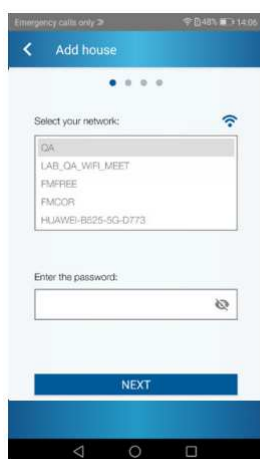 Emergency calls only
48% 14:06
Add house
Select your network:
QA
LAB_QA_WIFI_MEET
FMFREE
FMCOR
HUAWEI-B525-5G-D773
Enter the password:
NEXT